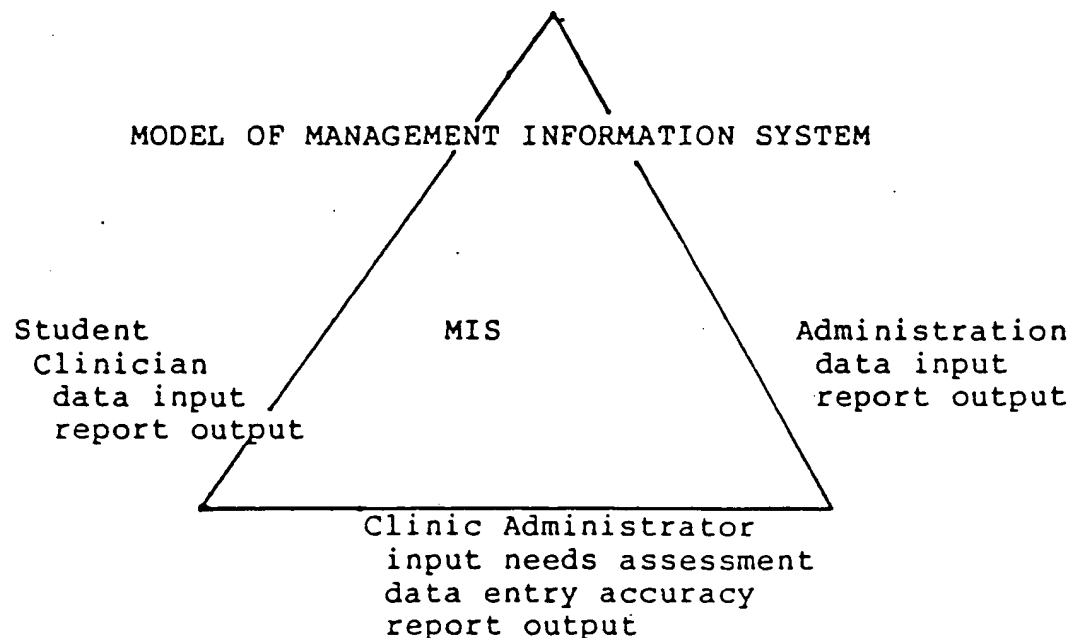 MODEL OF MANAGEMENT INFORMATION SYSTEM
Student
Clinician
data input
report output
MIS
Administration
data input
report output
Clinic Administrator
input needs assessment
data entry accuracy
report output